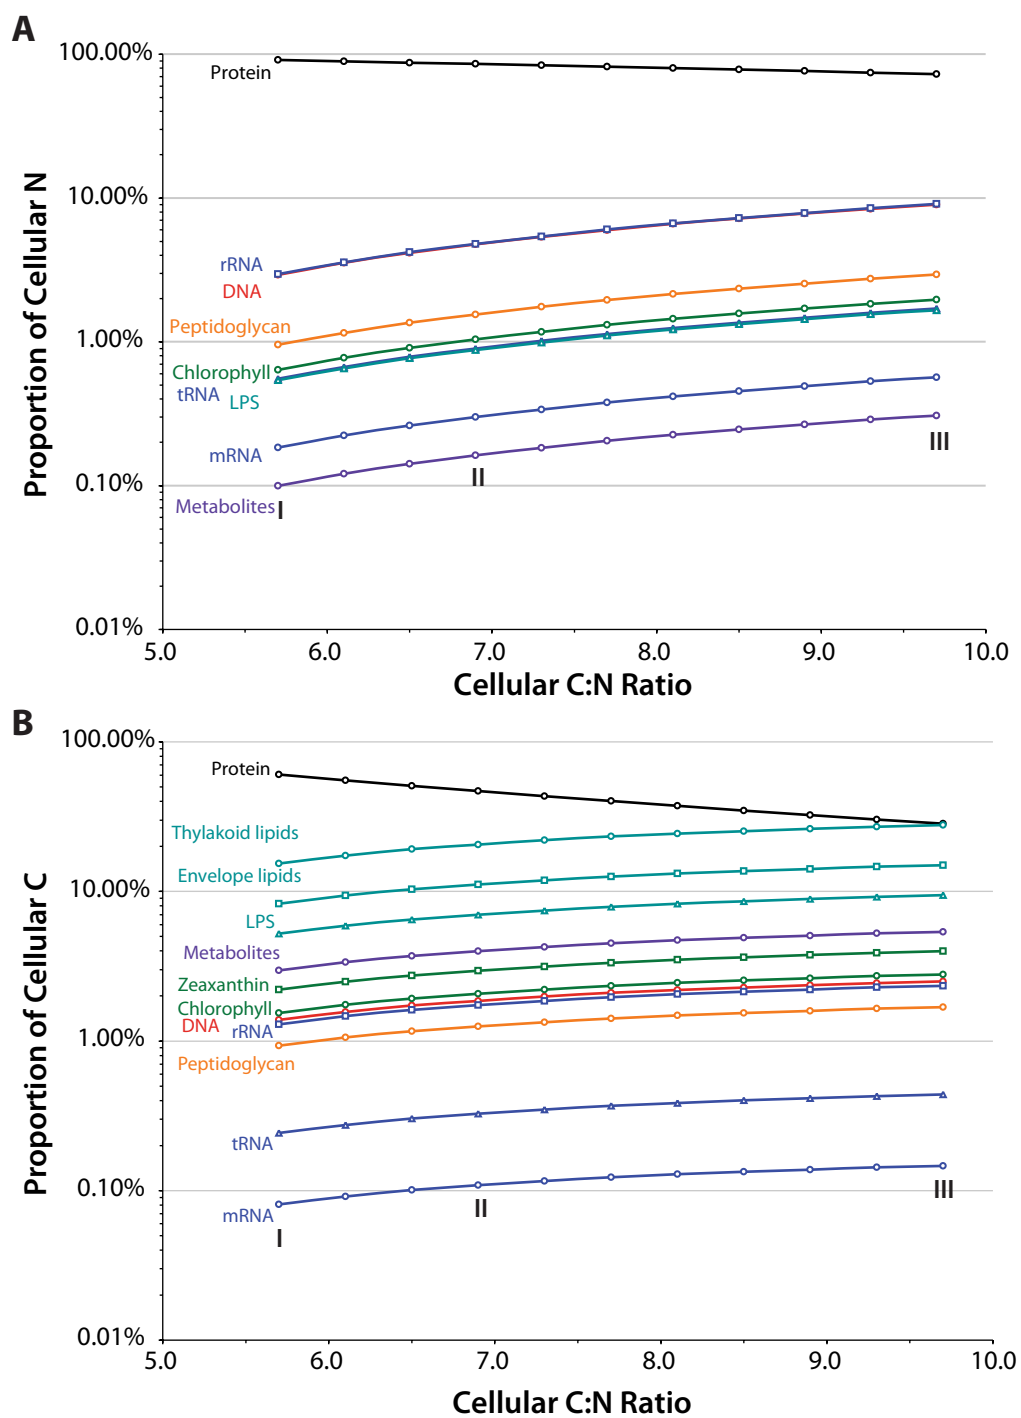 A
100.00%
Protein
10.00%
rRNA
DNA
Peptidoglycan
1.00%
Chlorophyll
tRNA
LPS
mRNA
III
II
0.10%
Metabolites
I
0.01%
Proportion of Cellular N
5.0 6.0 7.0 8.0 9.0 10.0
Cellular C:N Ratio
B
100.00%
Protein
Thylakoid lipids
Envelope lipids
10.00%
LPS
Metabolites
Zeaxanthin
Chlorophyll
DNA
rRNA
1.00%
Peptidoglycan
tRNA
0.10%
III
II
mRNA
I
0.01%
Proportion of Cellular C
5.0 6.0 7.0 8.0 9.0 10.0
Cellular C:N Ratio